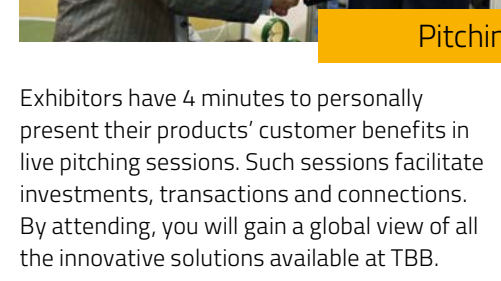 Pitchin
Exhibitors have 4 minutes to personally
present their products’ customer benefits in
live pitching sessions. Such sessions facilitate
investments, transactions and connections.
By attending, you will gain a global view of all
the innovative solutions available at TBB.